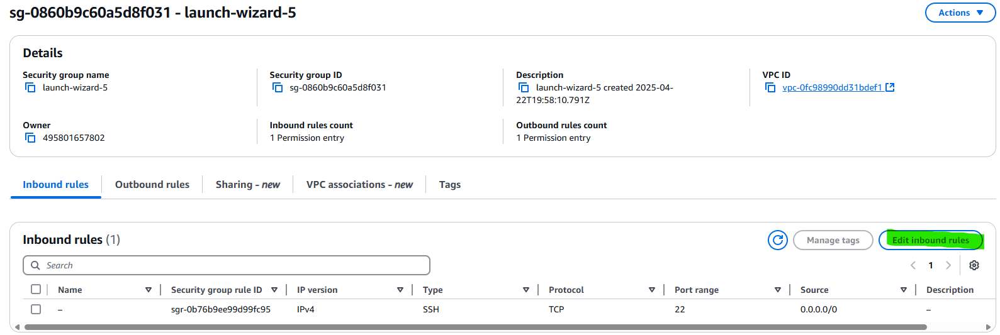 sg-0860b9c60a5d8f031 - launch-wizard-5
Actions
Details
Security group name
launch-wizard-5
Security group ID
sg-0860b9c60a5d8f031
Description
launch-wizard-5 created 2025-04-
22T19:58:10.791Z
VPC ID
vpc-0fc98990dd31bdef1
Owner
495801657802
Inbound rules count
1 Permission entry
Outbound rules count
1 Permission entry
Inbound rules
Outbound rules
Sharing - new
VPC associations - new
Tags
Inbound rules (1)
Manage tags
Edit inbound rules
Search
1
Name
Security group rule ID
IP version
Type
Protocol
Port range
Source
Description
–
sgr-0b76b9ee99d99fc95
IPv4
SSH
TCP
22
0.0.0.0/0
–